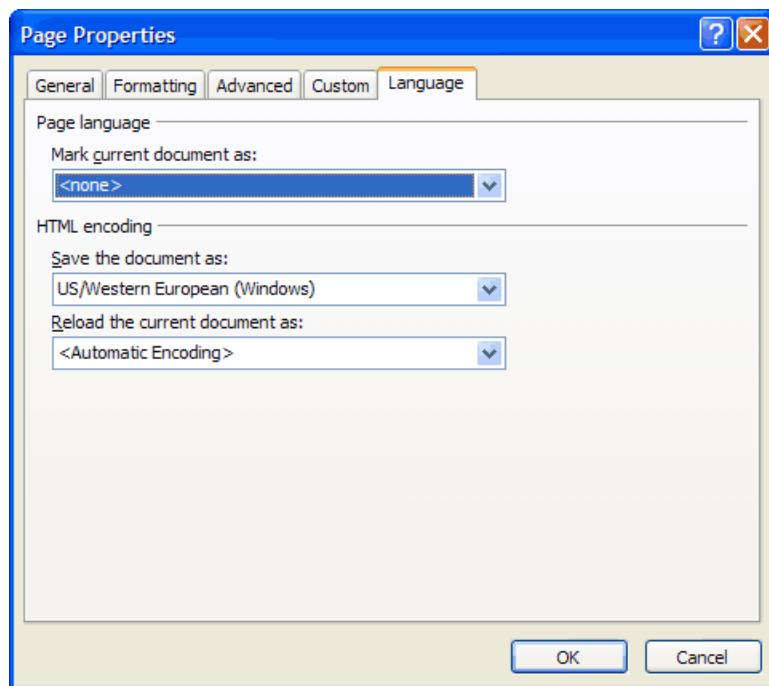 Page Properties
General Formatting Advanced Custom Language
Page language
Mark current document as:
<none>
HTML encoding
Save the document as:
US/Western European (Windows)
Reload the current document as:
<Automatic Encoding>
OK Cancel